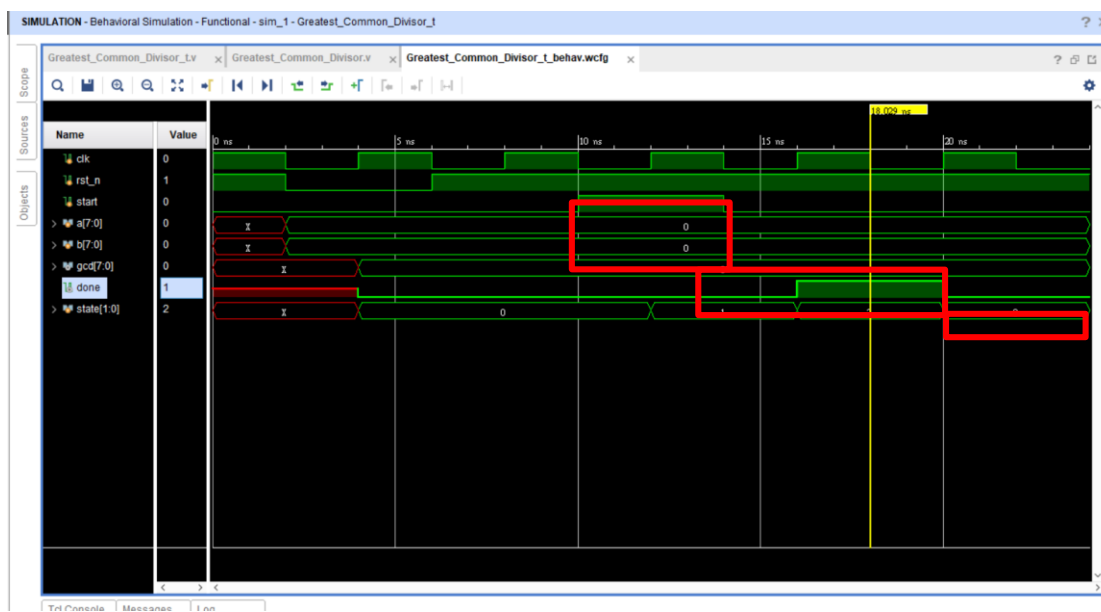 SIMULATION - Behavioral Simulation - Functional - sim_1 - Greatest_Common_Divisor_t ?
Greatest_Common_Divisor_t.v x Greatest_Common_Divisor.v x Greatest_Common_Divisor_t_behav.wcfg x ?
Scope
Sources
Objects
18.029 ns
Name Value 0 ns 5 ns 10 ns 15 ns 20 ns
clk 0
rst_n 1
start 0
a[7:0] 0 X 0
b[7:0] 0 X 0
gcd[7:0] 0 X
done 1
state[1:0] 2 X 0
Tcl Console Messages Log